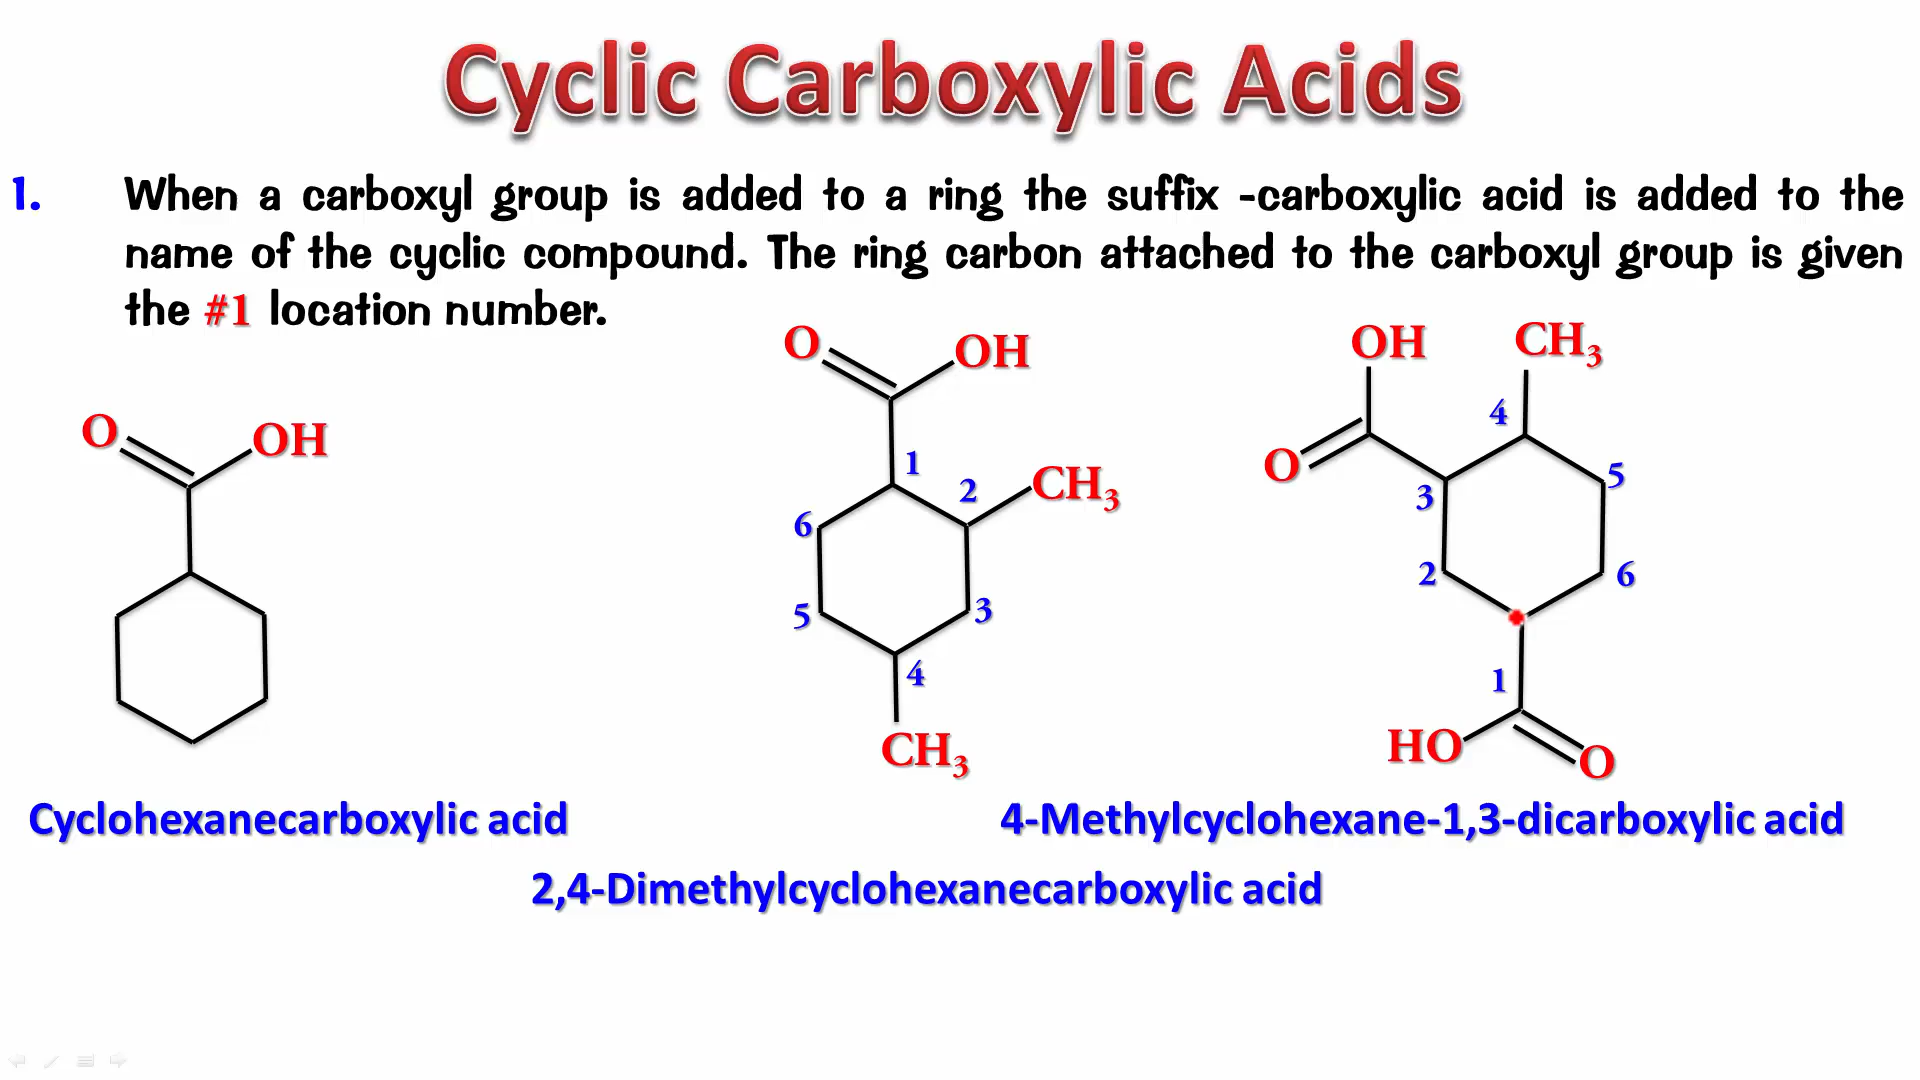 Cyclic Carboxylic Acids
1. When a carboxyl group is added to a ring the suffix -carboxylic acid is added to the
name of the cyclic compound. The ring carbon attached to the carboxyl group is given
the #1 location number.
O
OH
O
OH
1
2
CH₃
6
5
3
4
CH₃
OH
CH₃
4
O
3
5
2
6
1
HO
O
Cyclohexanecarboxylic acid
4-Methylcyclohexane-1,3-dicarboxylic acid
2,4-Dimethylcyclohexanecarboxylic acid